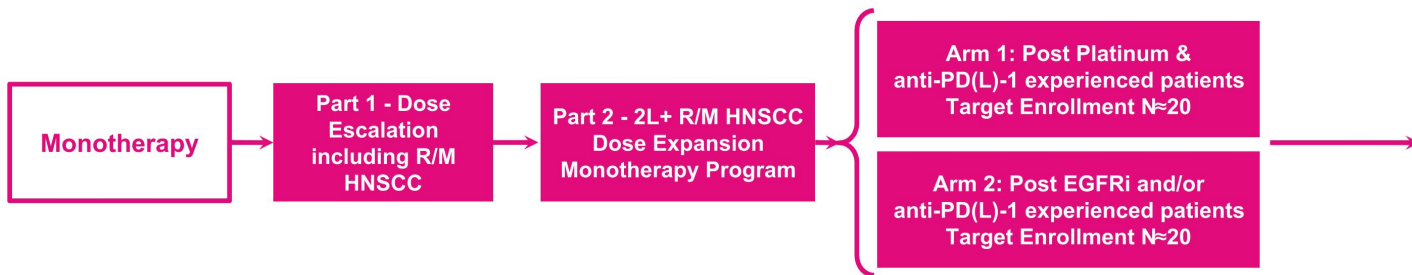 Monotherapy
Part 1 - Dose
Escalation
including R/M
HNSCC
Part 2 - 2L+ R/M HNSCC
Dose Expansion
Monotherapy Program
Arm 1: Post Platinum &
anti-PD(L)-1 experienced patients
Target Enrollment N≈20
Arm 2: Post EGFRi and/or
anti-PD(L)-1 experienced patients
Target Enrollment N≈20